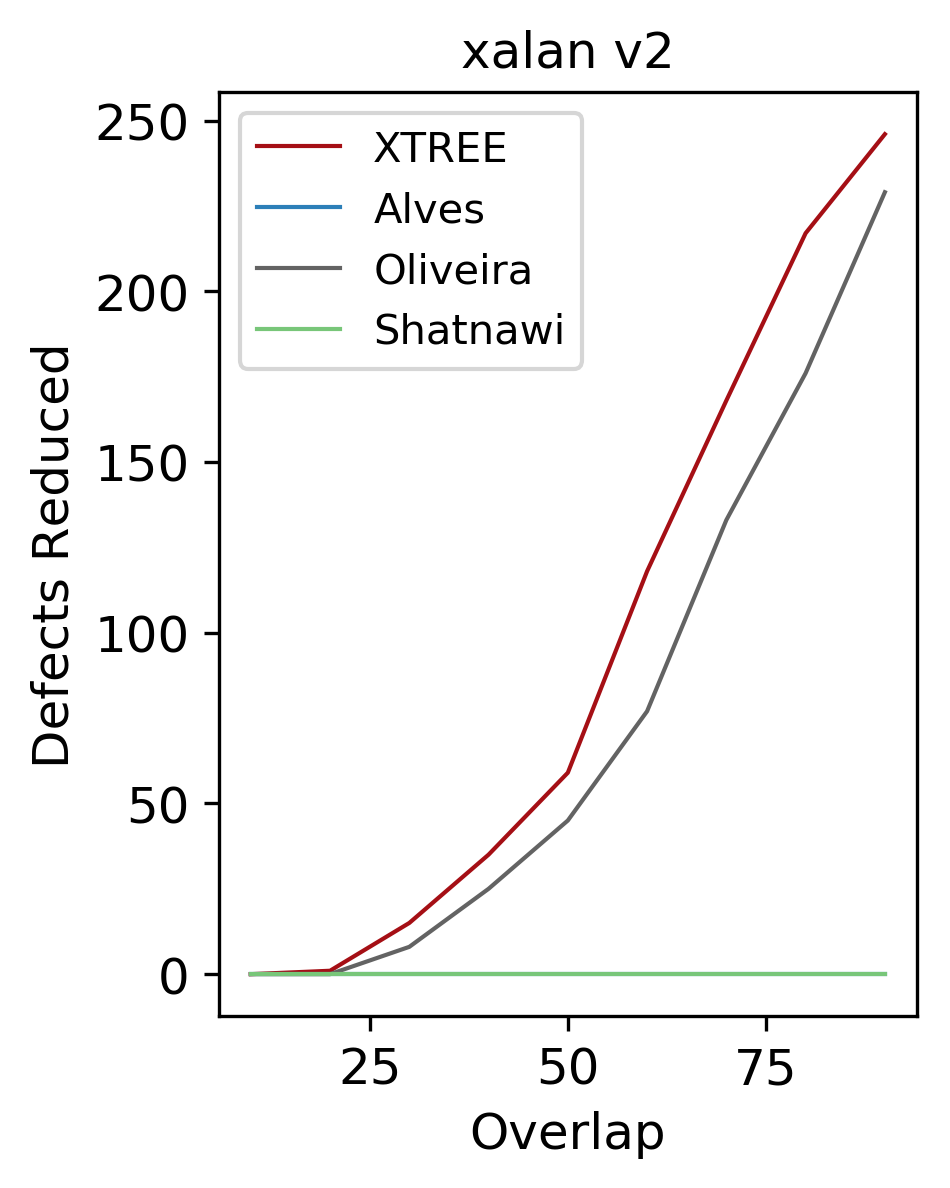 xalan v2
250
200
150
100
50
0
Defects Reduced
XTREE
Alves
Oliveira
Shatnawi
25
50
75
Overlap